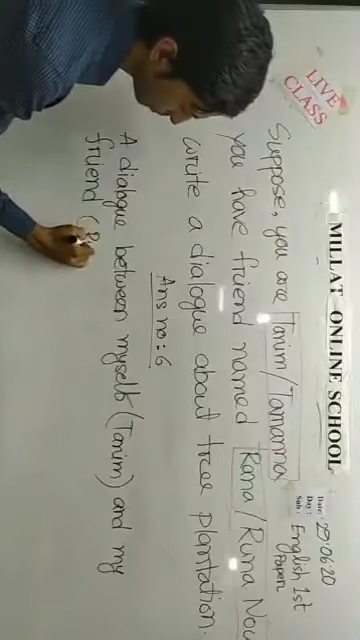 LIVE
CLASS
MILLAT ONLINE SCHOOL
Date: 29'06'20
Day :
Sub : English 1st
Paper
Suppose, you are Tanim/Tamanna
you have friend named Rana/Runa Now
write a dialogue about tree plantation
Ans no: 6
A dialogue between myself (Tanim) and my
friend (